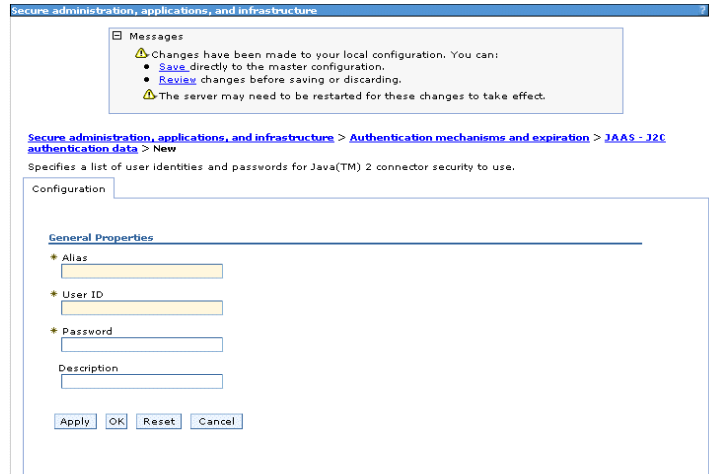 Secure administration, applications, and infrastructure ?
Messages
Changes have been made to your local configuration. You can:
Save directly to the master configuration.
Review changes before saving or discarding.
The server may need to be restarted for these changes to take effect.
Secure administration, applications, and infrastructure > Authentication mechanisms and expiration > JAAS - J2C
authentication data > New
Specifies a list of user identities and passwords for Java(TM) 2 connector security to use.
Configuration
General Properties
* Alias
* User ID
* Password
Description
Apply OK Reset Cancel